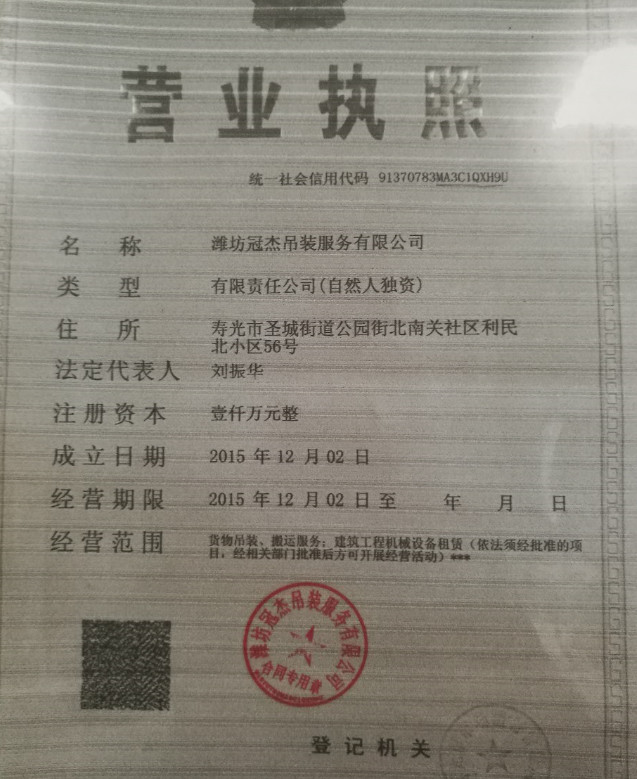 营业执照
统一社会信用代码 91370783MA3C1QXH9U
名称 潍坊冠杰吊装服务有限公司
类型 有限责任公司(自然人独资)
住所 寿光市圣城街道公园街北南关社区利民
北小区56号
法定代表人 刘振华
注册资本 壹仟万元整
成立日期 2015 年 12 月 02 日
经营期限 2015 年 12 月 02 日 至 年 月 日
经营范围 货物吊装、搬运服务；建筑工程机械设备租赁（依法须经批准的项
目，经相关部门批准后方可开展经营活动）***
潍坊冠杰吊装服务有限公司
合同专用章
登记机关